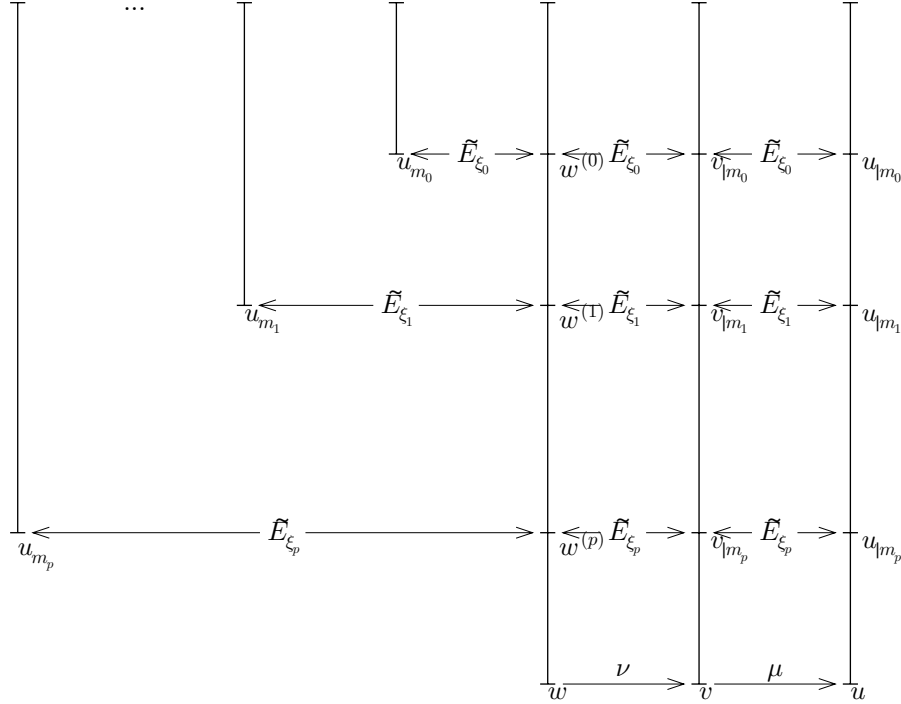 ...
Ẽ_{ξ_0} Ẽ_{ξ_0} Ẽ_{ξ_0}
u_{m_0} w^{(0)} v_{|m_0} u_{|m_0}
Ẽ_{ξ_1} Ẽ_{ξ_1} Ẽ_{ξ_1}
u_{m_1} w^{(1)} v_{|m_1} u_{|m_1}
Ẽ_{ξ_p} Ẽ_{ξ_p} Ẽ_{ξ_p}
u_{m_p} w^{(p)} v_{|m_p} u_{|m_p}
ν μ
w v u